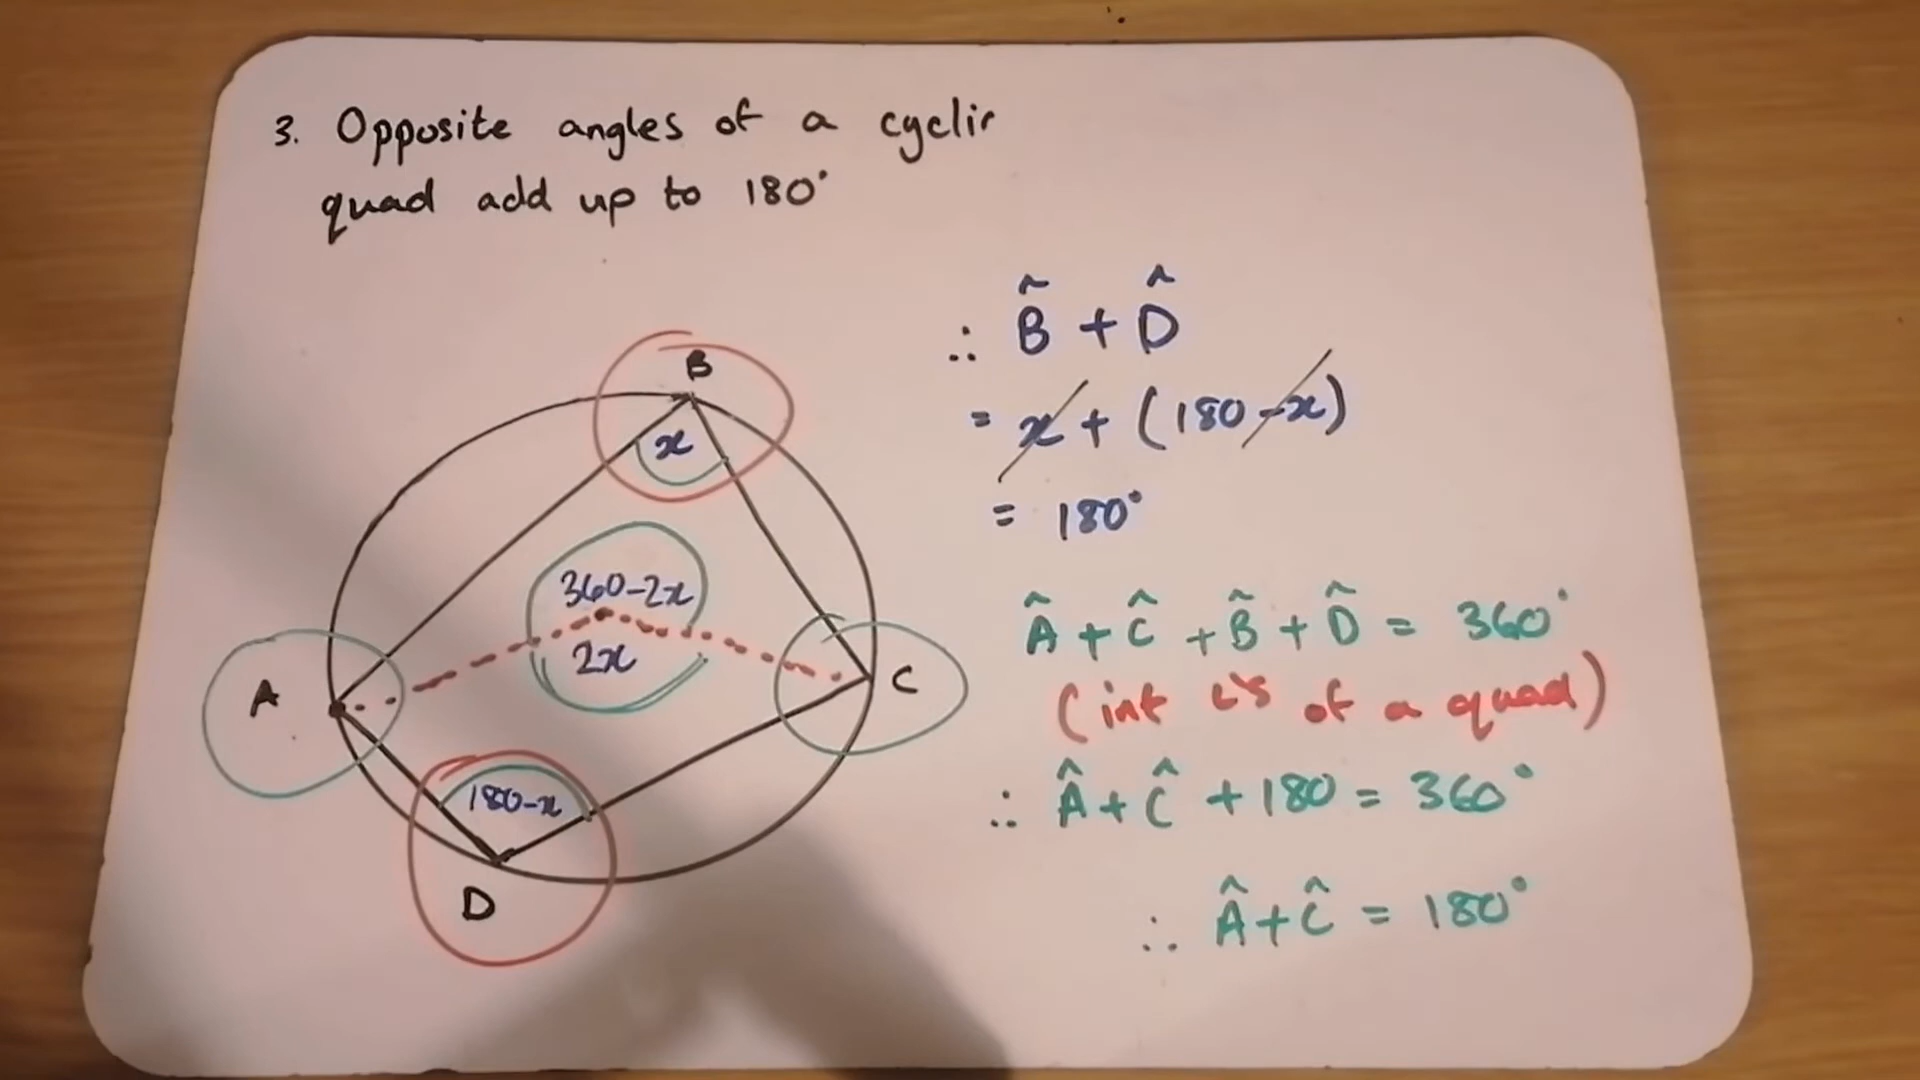 3. Opposite angles of a cyclic
quad add up to 180°
B
x
360-2x
2x
A
C
180-x
D
∴ B̂ + D̂
= x + (180-x)
= 180°
Â + Ĉ + B̂ + D̂ = 360°
(int ∠'s of a quad)
∴ Â + Ĉ + 180 = 360°
∴ Â + Ĉ = 180°